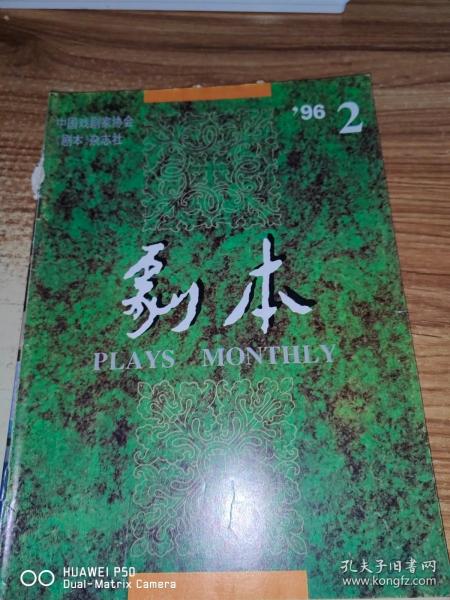 中国戏剧家协会
《剧本》杂志社
'96 2
剧本
PLAYS MONTHLY
HUAWEI P50
Dual-Matrix Camera
孔夫子旧书网
www.kongfz.com